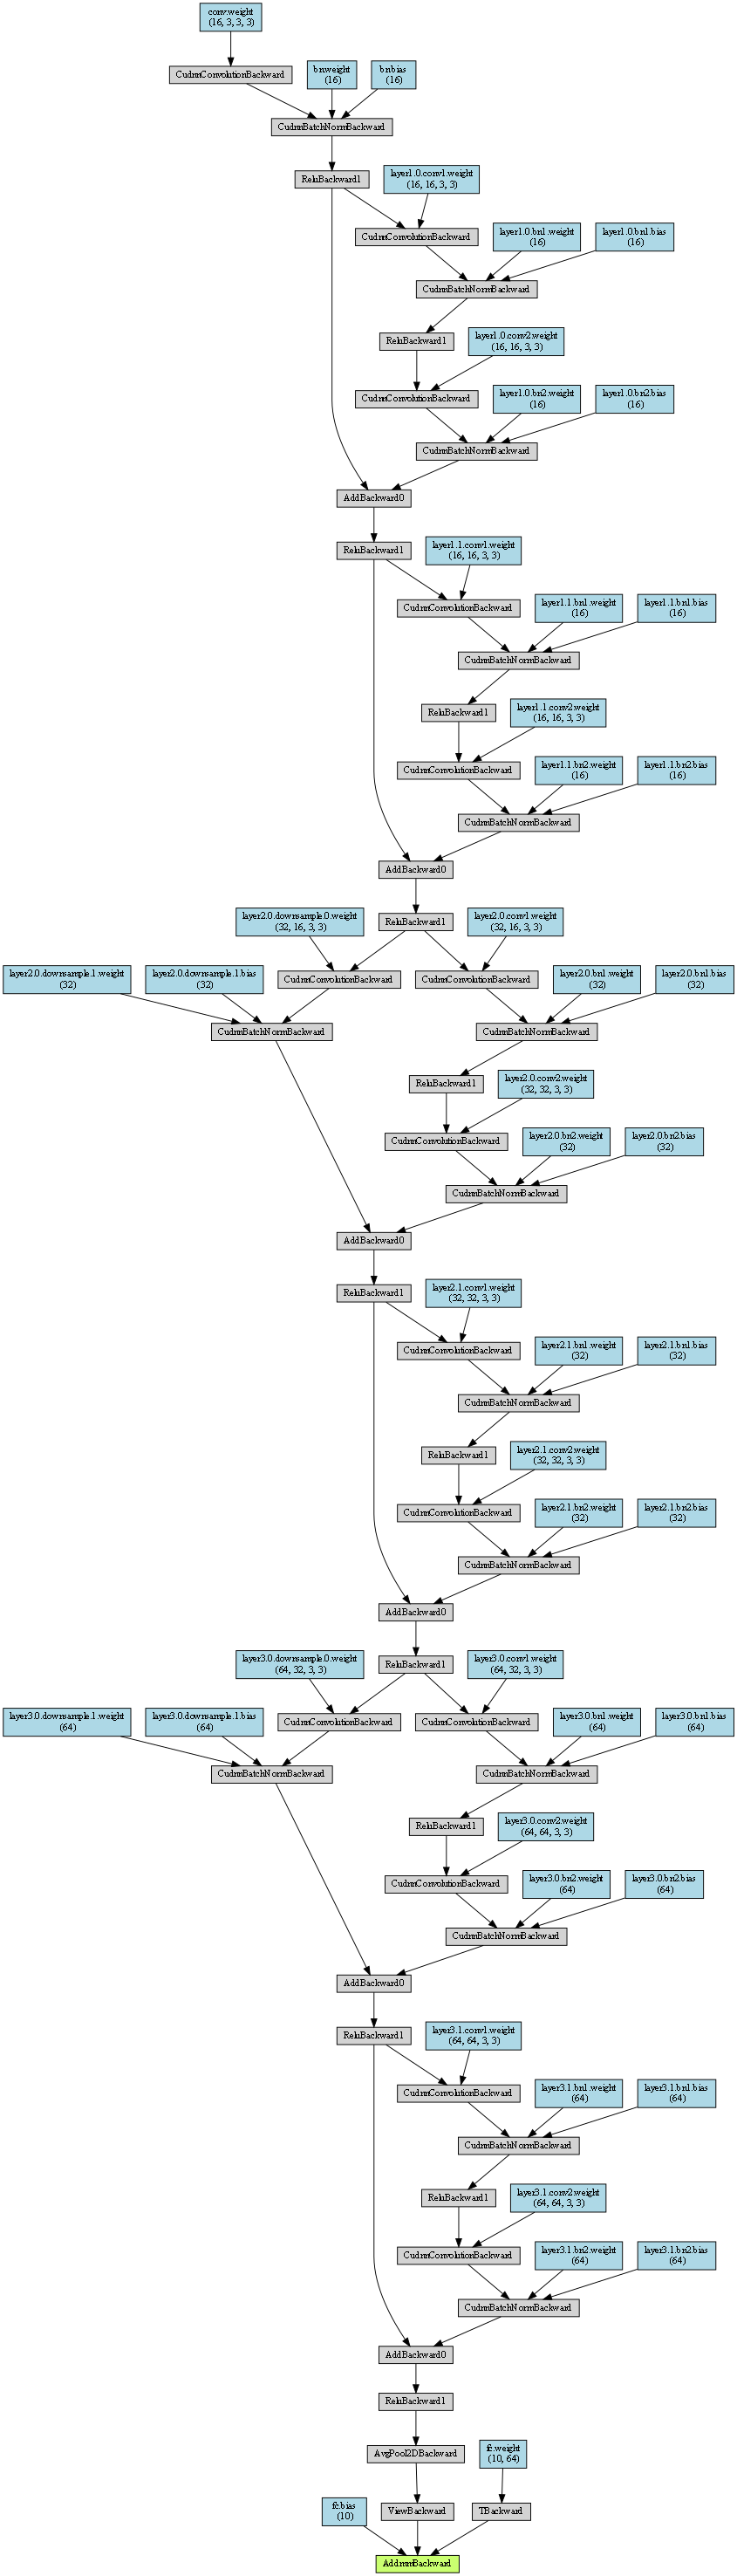 conv.weight
(16, 3, 3, 3)
CudnnConvolutionBackward
bn.weight
(16)
bn.bias
(16)
CudnnBatchNormBackward
ReluBackward1
layer1.0.conv1.weight
(16, 16, 3, 3)
CudnnConvolutionBackward
layer1.0.bn1.weight
(16)
layer1.0.bn1.bias
(16)
CudnnBatchNormBackward
ReluBackward1
layer1.0.conv2.weight
(16, 16, 3, 3)
CudnnConvolutionBackward
layer1.0.bn2.weight
(16)
layer1.0.bn2.bias
(16)
CudnnBatchNormBackward
AddBackward0
ReluBackward1
layer1.1.conv1.weight
(16, 16, 3, 3)
CudnnConvolutionBackward
layer1.1.bn1.weight
(16)
layer1.1.bn1.bias
(16)
CudnnBatchNormBackward
ReluBackward1
layer1.1.conv2.weight
(16, 16, 3, 3)
CudnnConvolutionBackward
layer1.1.bn2.weight
(16)
layer1.1.bn2.bias
(16)
CudnnBatchNormBackward
AddBackward0
layer2.0.downsample.0.weight
(32, 16, 3, 3)
ReluBackward1
layer2.0.conv1.weight
(32, 16, 3, 3)
layer2.0.downsample.1.weight
(32)
layer2.0.downsample.1.bias
(32)
CudnnConvolutionBackward
CudnnConvolutionBackward
layer2.0.bn1.weight
(32)
layer2.0.bn1.bias
(32)
CudnnBatchNormBackward
CudnnBatchNormBackward
ReluBackward1
layer2.0.conv2.weight
(32, 32, 3, 3)
CudnnConvolutionBackward
layer2.0.bn2.weight
(32)
layer2.0.bn2.bias
(32)
CudnnBatchNormBackward
AddBackward0
ReluBackward1
layer2.1.conv1.weight
(32, 32, 3, 3)
CudnnConvolutionBackward
layer2.1.bn1.weight
(32)
layer2.1.bn1.bias
(32)
CudnnBatchNormBackward
ReluBackward1
layer2.1.conv2.weight
(32, 32, 3, 3)
CudnnConvolutionBackward
layer2.1.bn2.weight
(32)
layer2.1.bn2.bias
(32)
CudnnBatchNormBackward
AddBackward0
layer3.0.downsample.0.weight
(64, 32, 3, 3)
ReluBackward1
layer3.0.conv1.weight
(64, 32, 3, 3)
layer3.0.downsample.1.weight
(64)
layer3.0.downsample.1.bias
(64)
CudnnConvolutionBackward
CudnnConvolutionBackward
layer3.0.bn1.weight
(64)
layer3.0.bn1.bias
(64)
CudnnBatchNormBackward
CudnnBatchNormBackward
ReluBackward1
layer3.0.conv2.weight
(64, 64, 3, 3)
CudnnConvolutionBackward
layer3.0.bn2.weight
(64)
layer3.0.bn2.bias
(64)
CudnnBatchNormBackward
AddBackward0
ReluBackward1
layer3.1.conv1.weight
(64, 64, 3, 3)
CudnnConvolutionBackward
layer3.1.bn1.weight
(64)
layer3.1.bn1.bias
(64)
CudnnBatchNormBackward
ReluBackward1
layer3.1.conv2.weight
(64, 64, 3, 3)
CudnnConvolutionBackward
layer3.1.bn2.weight
(64)
layer3.1.bn2.bias
(64)
CudnnBatchNormBackward
AddBackward0
ReluBackward1
AvgPool2DBackward
fc.weight
(10, 64)
fc.bias
(10)
ViewBackward
TBackward
AddmmBackward